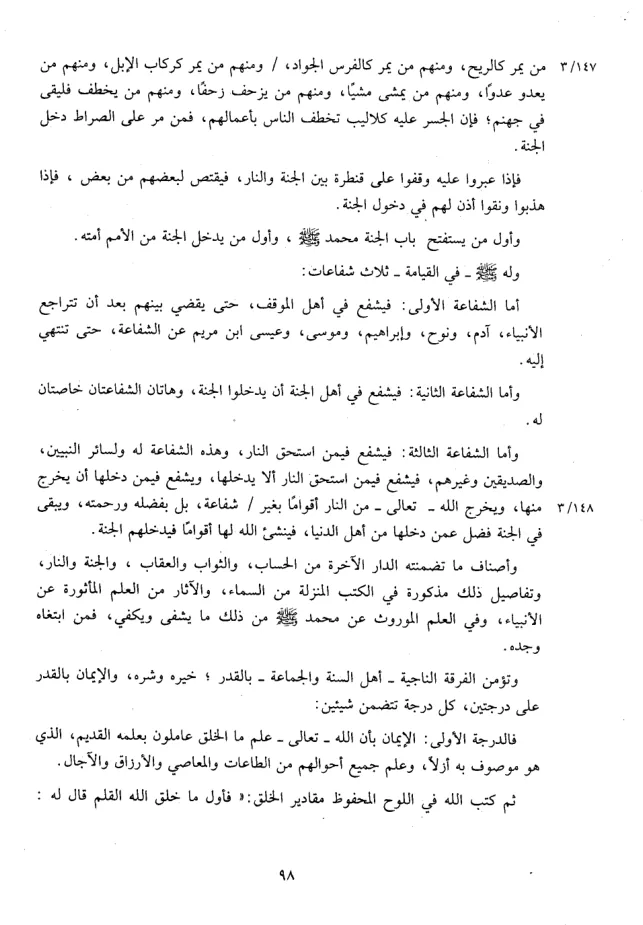 ٣/١٤٧ من يمر كالريح، ومنهم من يمر كالفرس الجواد، / ومنهم من يمر كركاب الإبل، ومنهم من
يعدو عدوًا، ومنهم من يمشى مشيًا، ومنهم من يزحف زحفًا، ومنهم من يخطف فليقى
في جهنم؛ فإن الجسر عليه كلاليب تخطف الناس بأعمالهم، فمن مر على الصراط دخل
الجنة.
فإذا عبروا عليه وقفوا على قنطرة بين الجنة والنار، فيقتص لبعضهم من بعض ، فإذا
هذبوا ونقوا أذن لهم في دخول الجنة.
وأول من يستفتح باب الجنة محمد ﷺ ، وأول من يدخل الجنة من الأمم أمته.
وله ﷺ ـ في القيامة ـ ثلاث شفاعات:
أما الشفاعة الأولى: فيشفع في أهل الموقف، حتى يقضي بينهم بعد أن تتراجع
الأنبياء، آدم، ونوح، وإبراهيم، وموسى، وعيسى ابن مريم عن الشفاعة، حتى تنتهي
إليه.
وأما الشفاعة الثانية: فيشفع في أهل الجنة أن يدخلوا الجنة، وهاتان الشفاعتان خاصتان
له.
وأما الشفاعة الثالثة: فيشفع فيمن استحق النار، وهذه الشفاعة له ولسائر النبيين،
والصديقين وغيرهم، فيشفع فيمن استحق النار ألا يدخلها، ويشفع فيمن دخلها أن يخرج
٣/١٤٨ منها، ويخرج الله ـ تعالى ـ من النار أقوامًا بغير / شفاعة، بل بفضله ورحمته، ويبقى
في الجنة فضل عمن دخلها من أهل الدنيا، فينشئ الله لها أقوامًا فيدخلهم الجنة.
وأصناف ما تضمنته الدار الآخرة من الحساب، والثواب والعقاب ، والجنة والنار،
وتفاصيل ذلك مذكورة في الكتب المنزلة من السماء، والآثار من العلم المأثورة عن
الأنبياء، وفي العلم الموروث عن محمد ﷺ من ذلك ما يشفى ويكفي، فمن ابتغاه
وجده.
وتؤمن الفرقة الناجية ـ أهل السنة والجماعة ـ بالقدر ؛ خيره وشره، والإيمان بالقدر
على درجتين، كل درجة تتضمن شيئين:
فالدرجة الأولى: الإيمان بأن الله ـ تعالى ـ علم ما الخلق عاملون بعلمه القديم، الذي
هو موصوف به أزلاً، وعلم جميع أحوالهم من الطاعات والمعاصي والأرزاق والآجال.
ثم كتب الله في اللوح المحفوظ مقادير الخلق:« فأول ما خلق الله القلم قال له :
٩٨